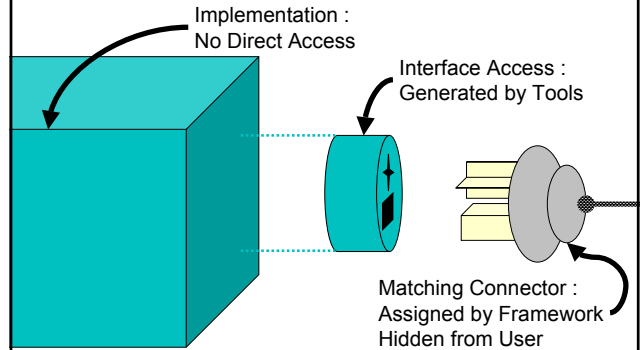 Implementation :
No Direct Access
Interface Access :
Generated by Tools
Matching Connector :
Assigned by Framework
Hidden from User